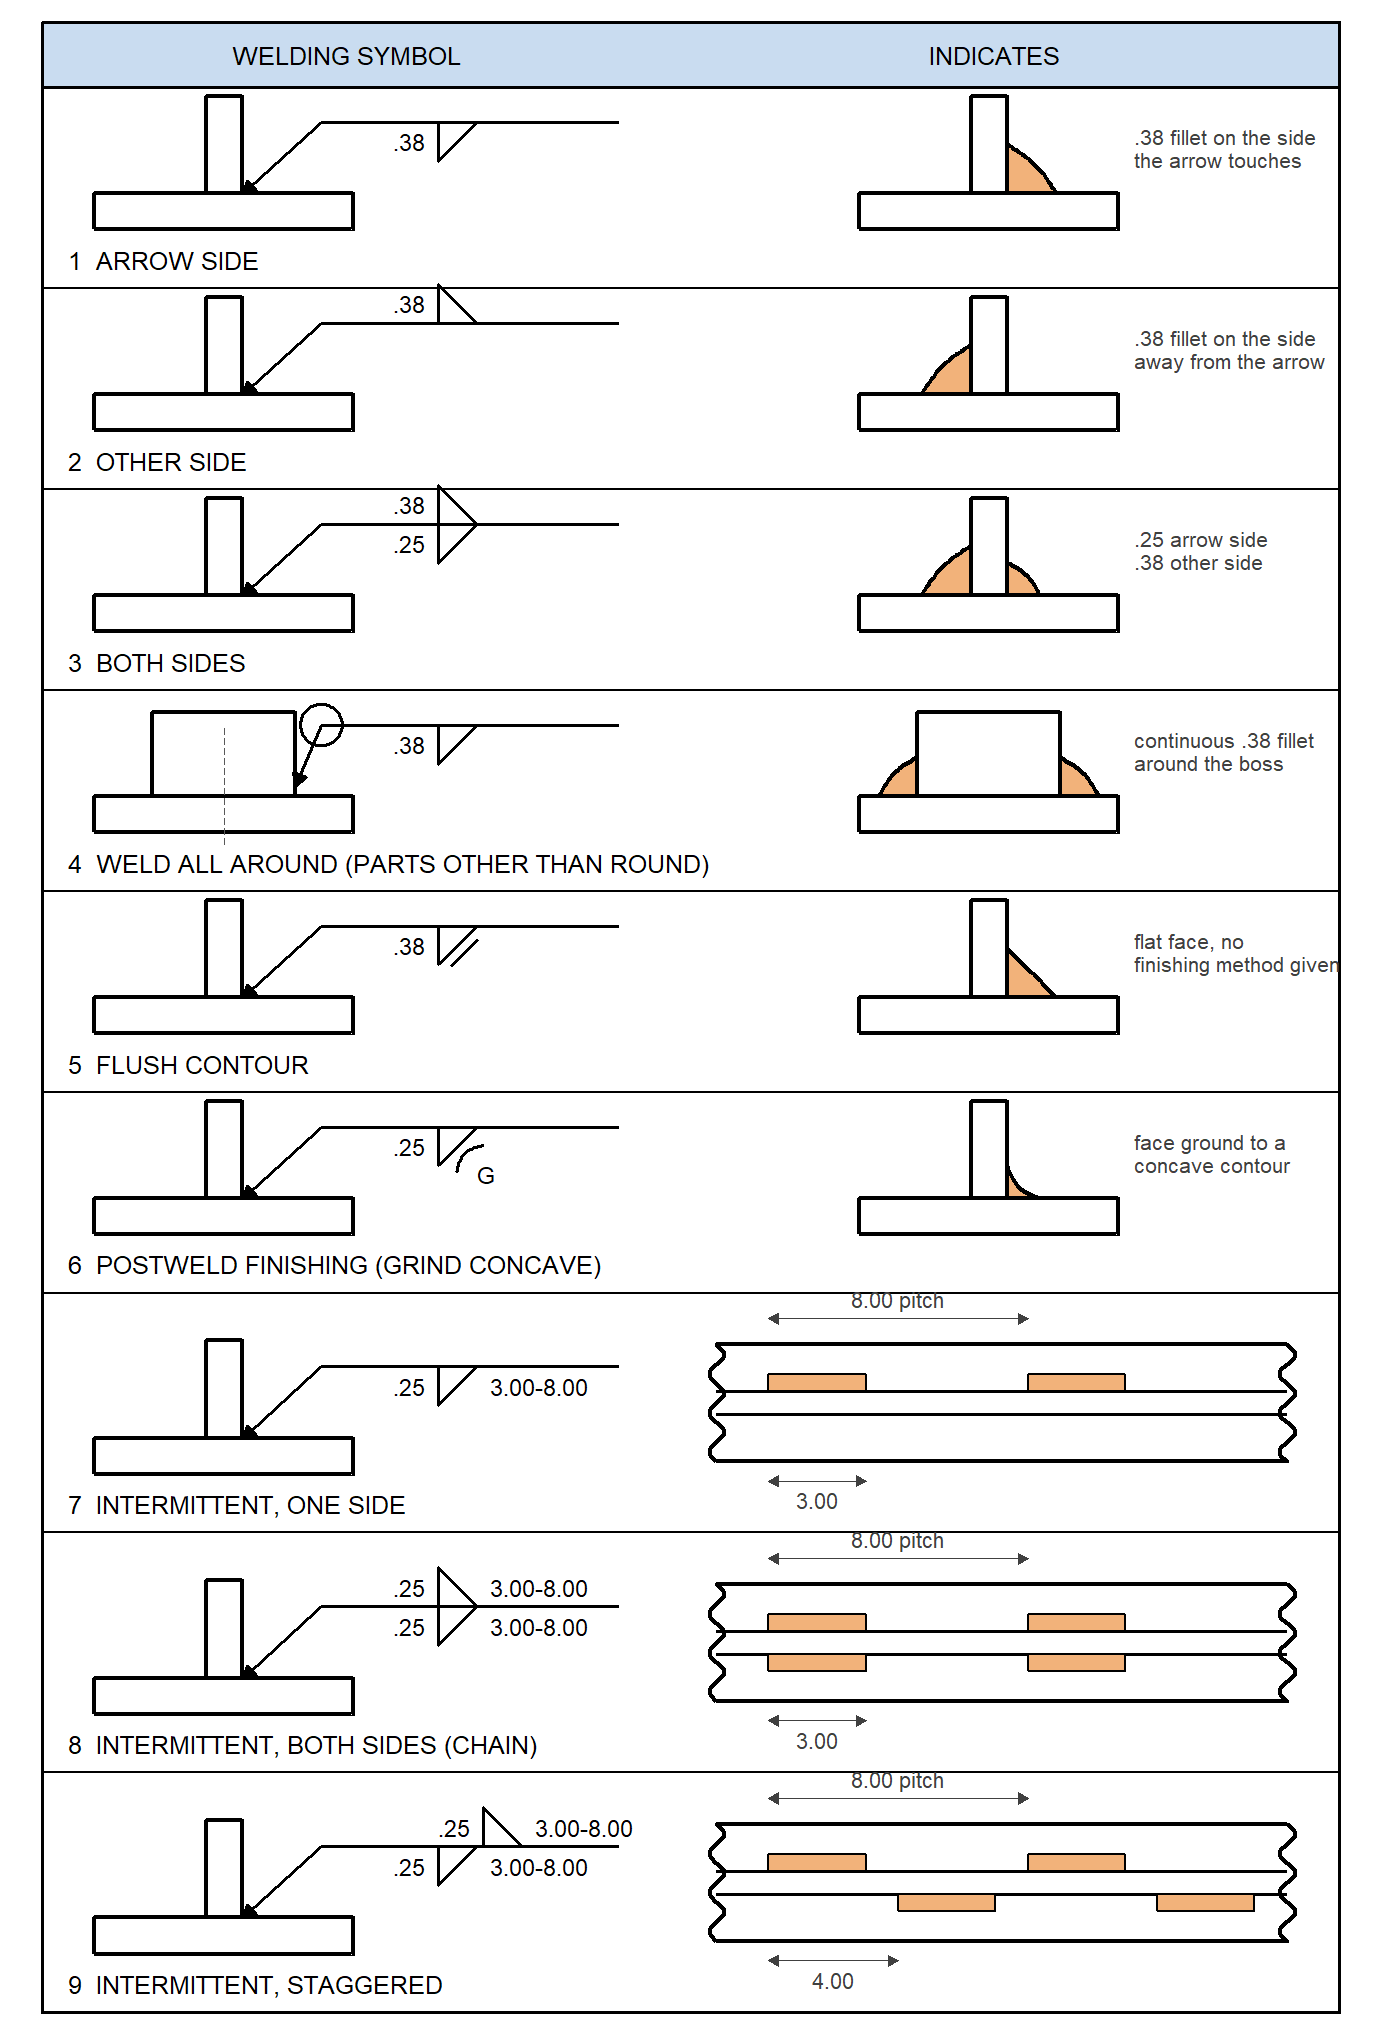 WELDING SYMBOL
INDICATES
.38
.38 fillet on the side
the arrow touches
1 ARROW SIDE
.38
.38 fillet on the side
away from the arrow
2 OTHER SIDE
.38
.25
.25 arrow side
.38 other side
3 BOTH SIDES
.38
continuous .38 fillet
around the boss
4 WELD ALL AROUND (PARTS OTHER THAN ROUND)
.38
flat face, no
finishing method given
5 FLUSH CONTOUR
.25
G
face ground to a
concave contour
6 POSTWELD FINISHING (GRIND CONCAVE)
8.00 pitch
.25 3.00-8.00
3.00
7 INTERMITTENT, ONE SIDE
8.00 pitch
.25 3.00-8.00
.25 3.00-8.00
3.00
8 INTERMITTENT, BOTH SIDES (CHAIN)
8.00 pitch
.25 3.00-8.00
.25 3.00-8.00
4.00
9 INTERMITTENT, STAGGERED